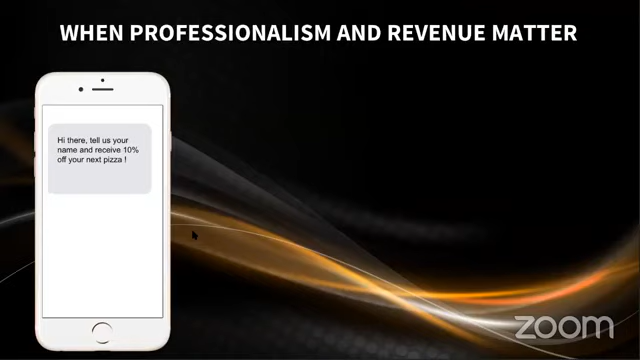 WHEN PROFESSIONALISM AND REVENUE MATTER
Hi there, tell us your
name and receive 10%
off your next pizza !
zoom